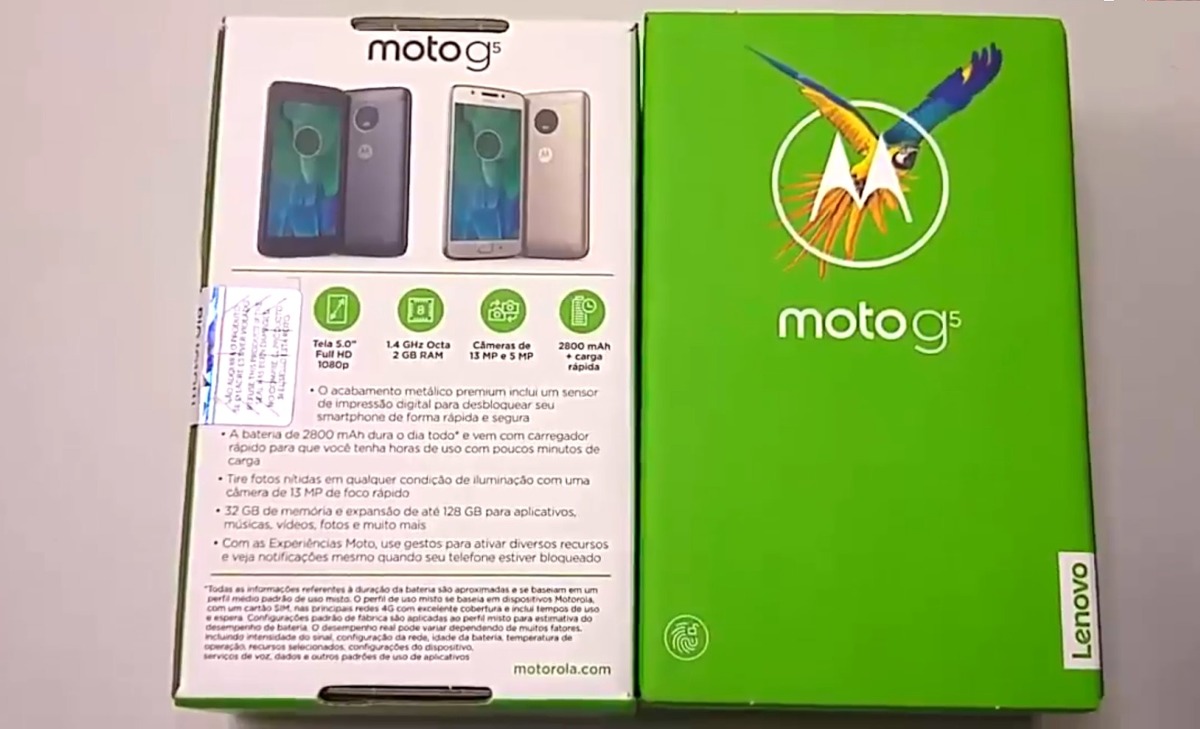 moto g5
Tela 5.0"
Full HD
1080p
8
1.4 GHz Octa
2 GB RAM
Câmeras de
13 MP e 5 MP
2800 mAh
+ carga
rápida
• O acabamento metálico premium inclui um sensor
de impressão digital para desbloquear seu
smartphone de forma rápida e segura
• A bateria de 2800 mAh dura o dia todo* e vem com carregador
rápido para que você tenha horas de uso com poucos minutos de
carga
• Tire fotos nítidas em qualquer condição de iluminação com uma
câmera de 13 MP de foco rápido
• 32 GB de memória e expansão de até 128 GB para aplicativos,
músicas, vídeos, fotos e muito mais
• Com as Experiências Moto, use gestos para ativar diversos recursos
e veja notificações mesmo quando seu telefone estiver bloqueado
*Todas as informações referentes à duração da bateria são aproximadas e se baseiam em um
perfil médio padrão de uso misto. O perfil de uso misto se baseia em dispositivos Motorola,
com um cartão SIM, nas principais redes 4G com excelente cobertura e inclui tempos de uso
e espera. Configurações padrão de fábrica são aplicadas ao perfil misto para estimativa do
desempenho de bateria. O desempenho real pode variar dependendo de muitos fatores,
incluindo intensidade do sinal, configuração da rede, idade da bateria, temperatura de
operação, recursos selecionados, configurações do dispositivo,
serviços de voz, dados e outros padrões de uso de aplicativos
motorola.com
moto g5
Lenovo